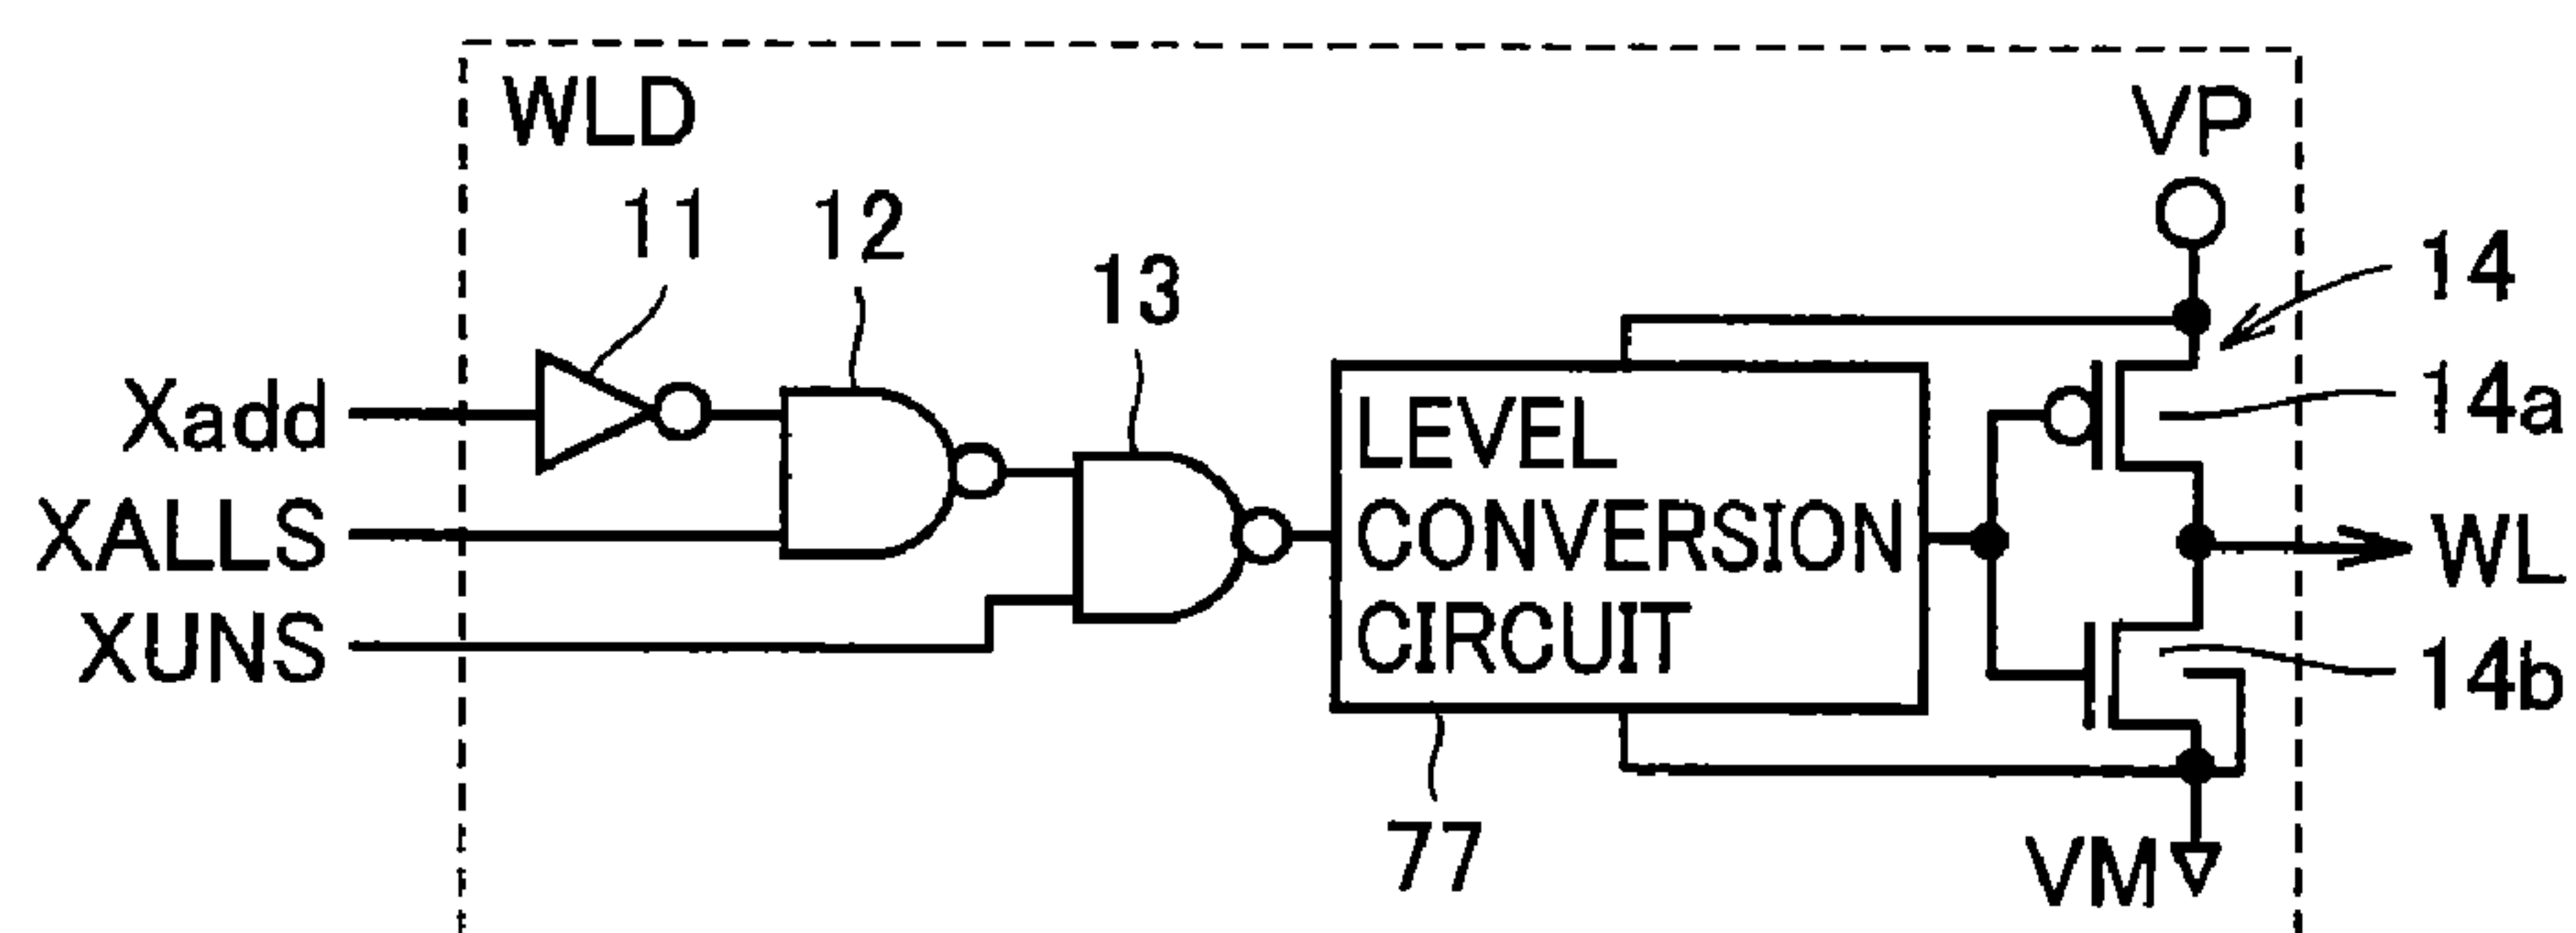 WLD
VP
11
12
13
14
Xadd
14a
LEVEL
CONVERSION
CIRCUIT
XALLS
WL
XUNS
14b
77
VM